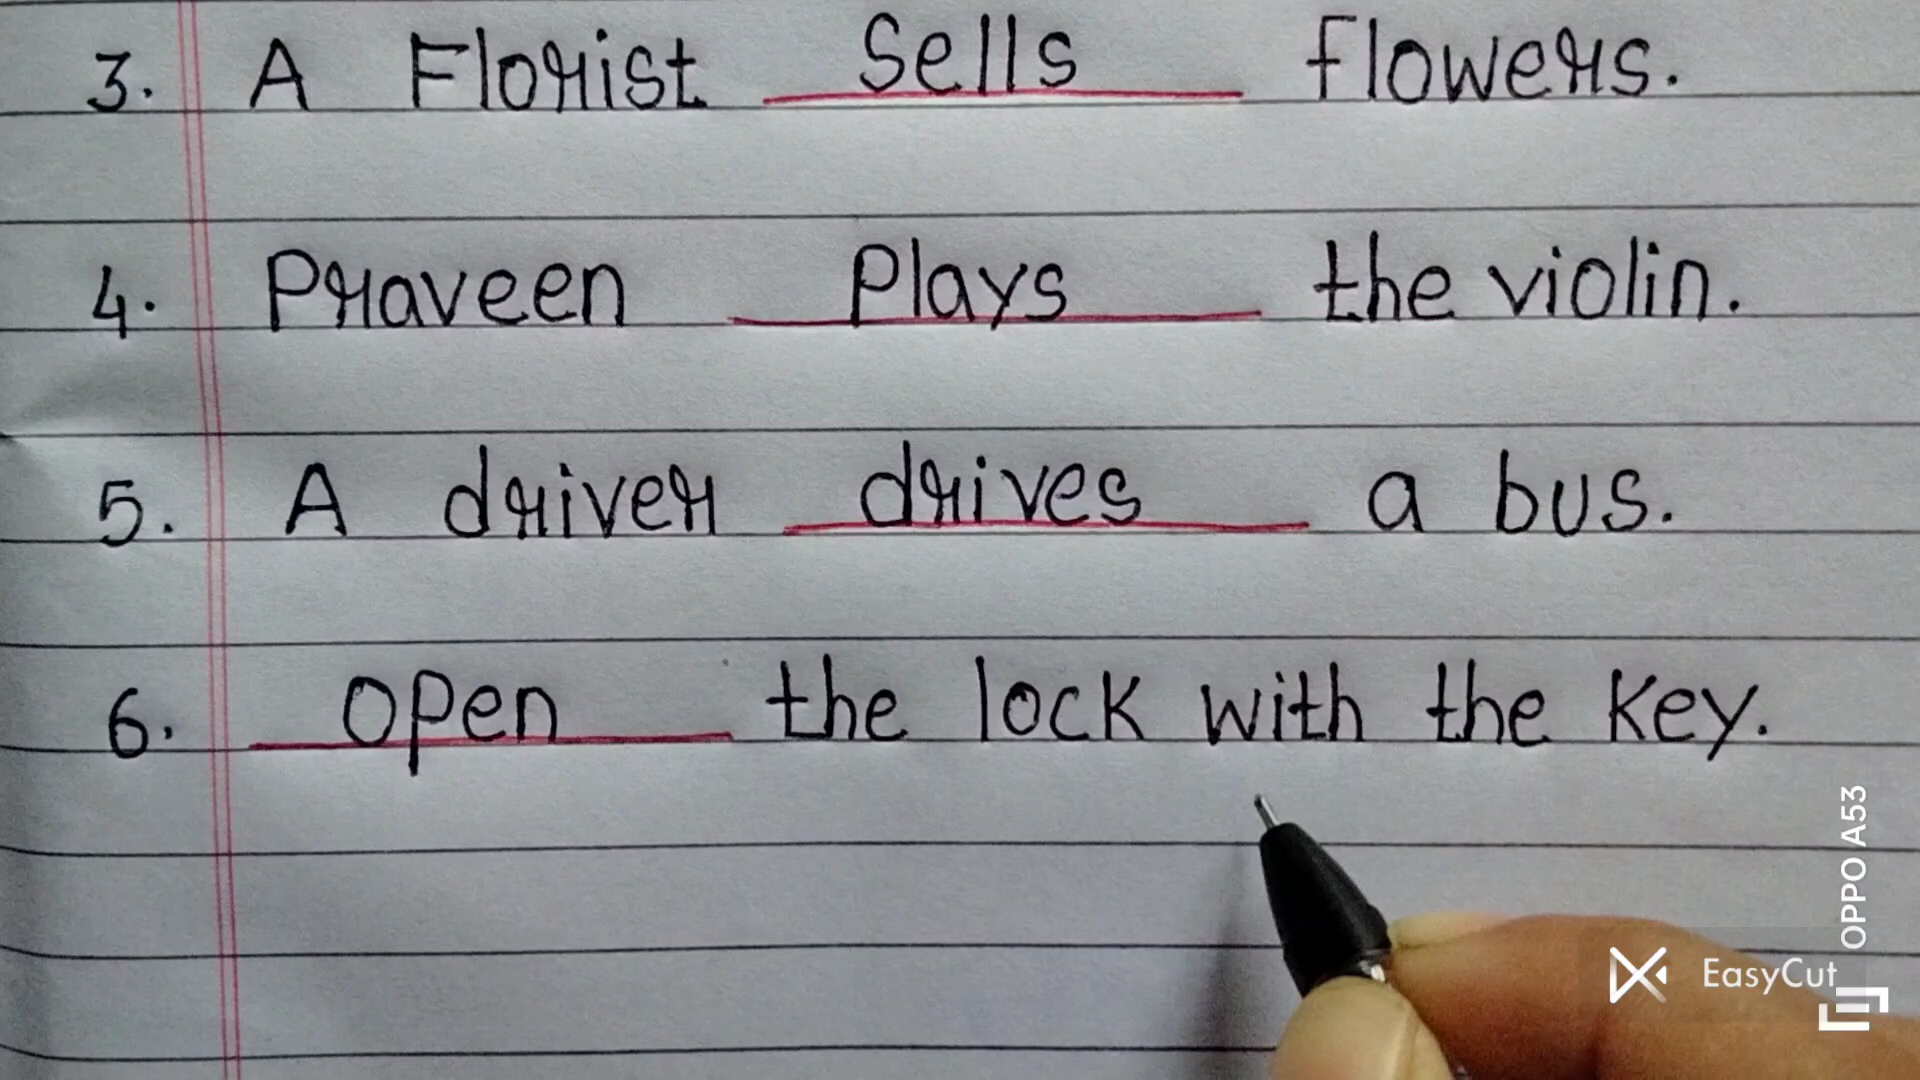 3. A Florist sells flowers.
4. Praveen Plays the violin.
5. A driver drives a bus.
6. open the lock with the key.
OPPO A53
EasyCut